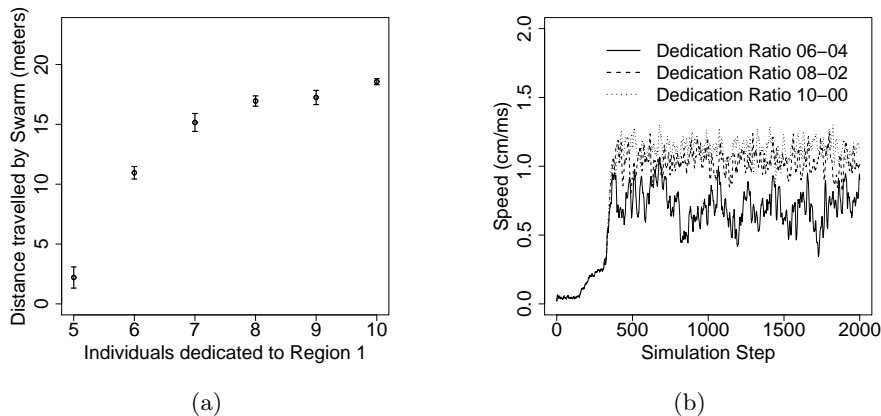 Distance travelled by Swarm (meters)
20
15
10
5
0
5 6 7 8 9 10
Individuals dedicated to Region 1
(a)
Speed (cm/ms)
2.0
1.5
1.0
0.5
0.0
Dedication Ratio 06−04
Dedication Ratio 08−02
Dedication Ratio 10−00
0 500 1000 1500 2000
Simulation Step
(b)